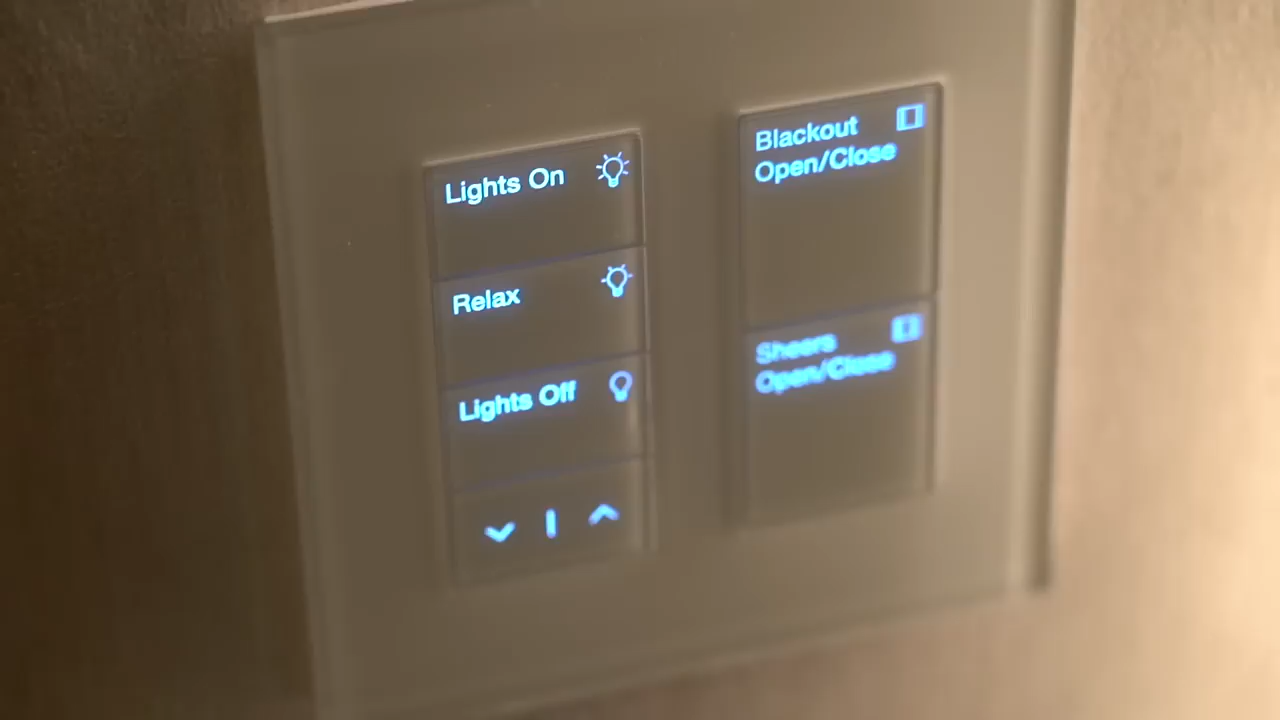 Lights On
Relax
Lights Off
Blackout
Open/Close
Sheers
Open/Close